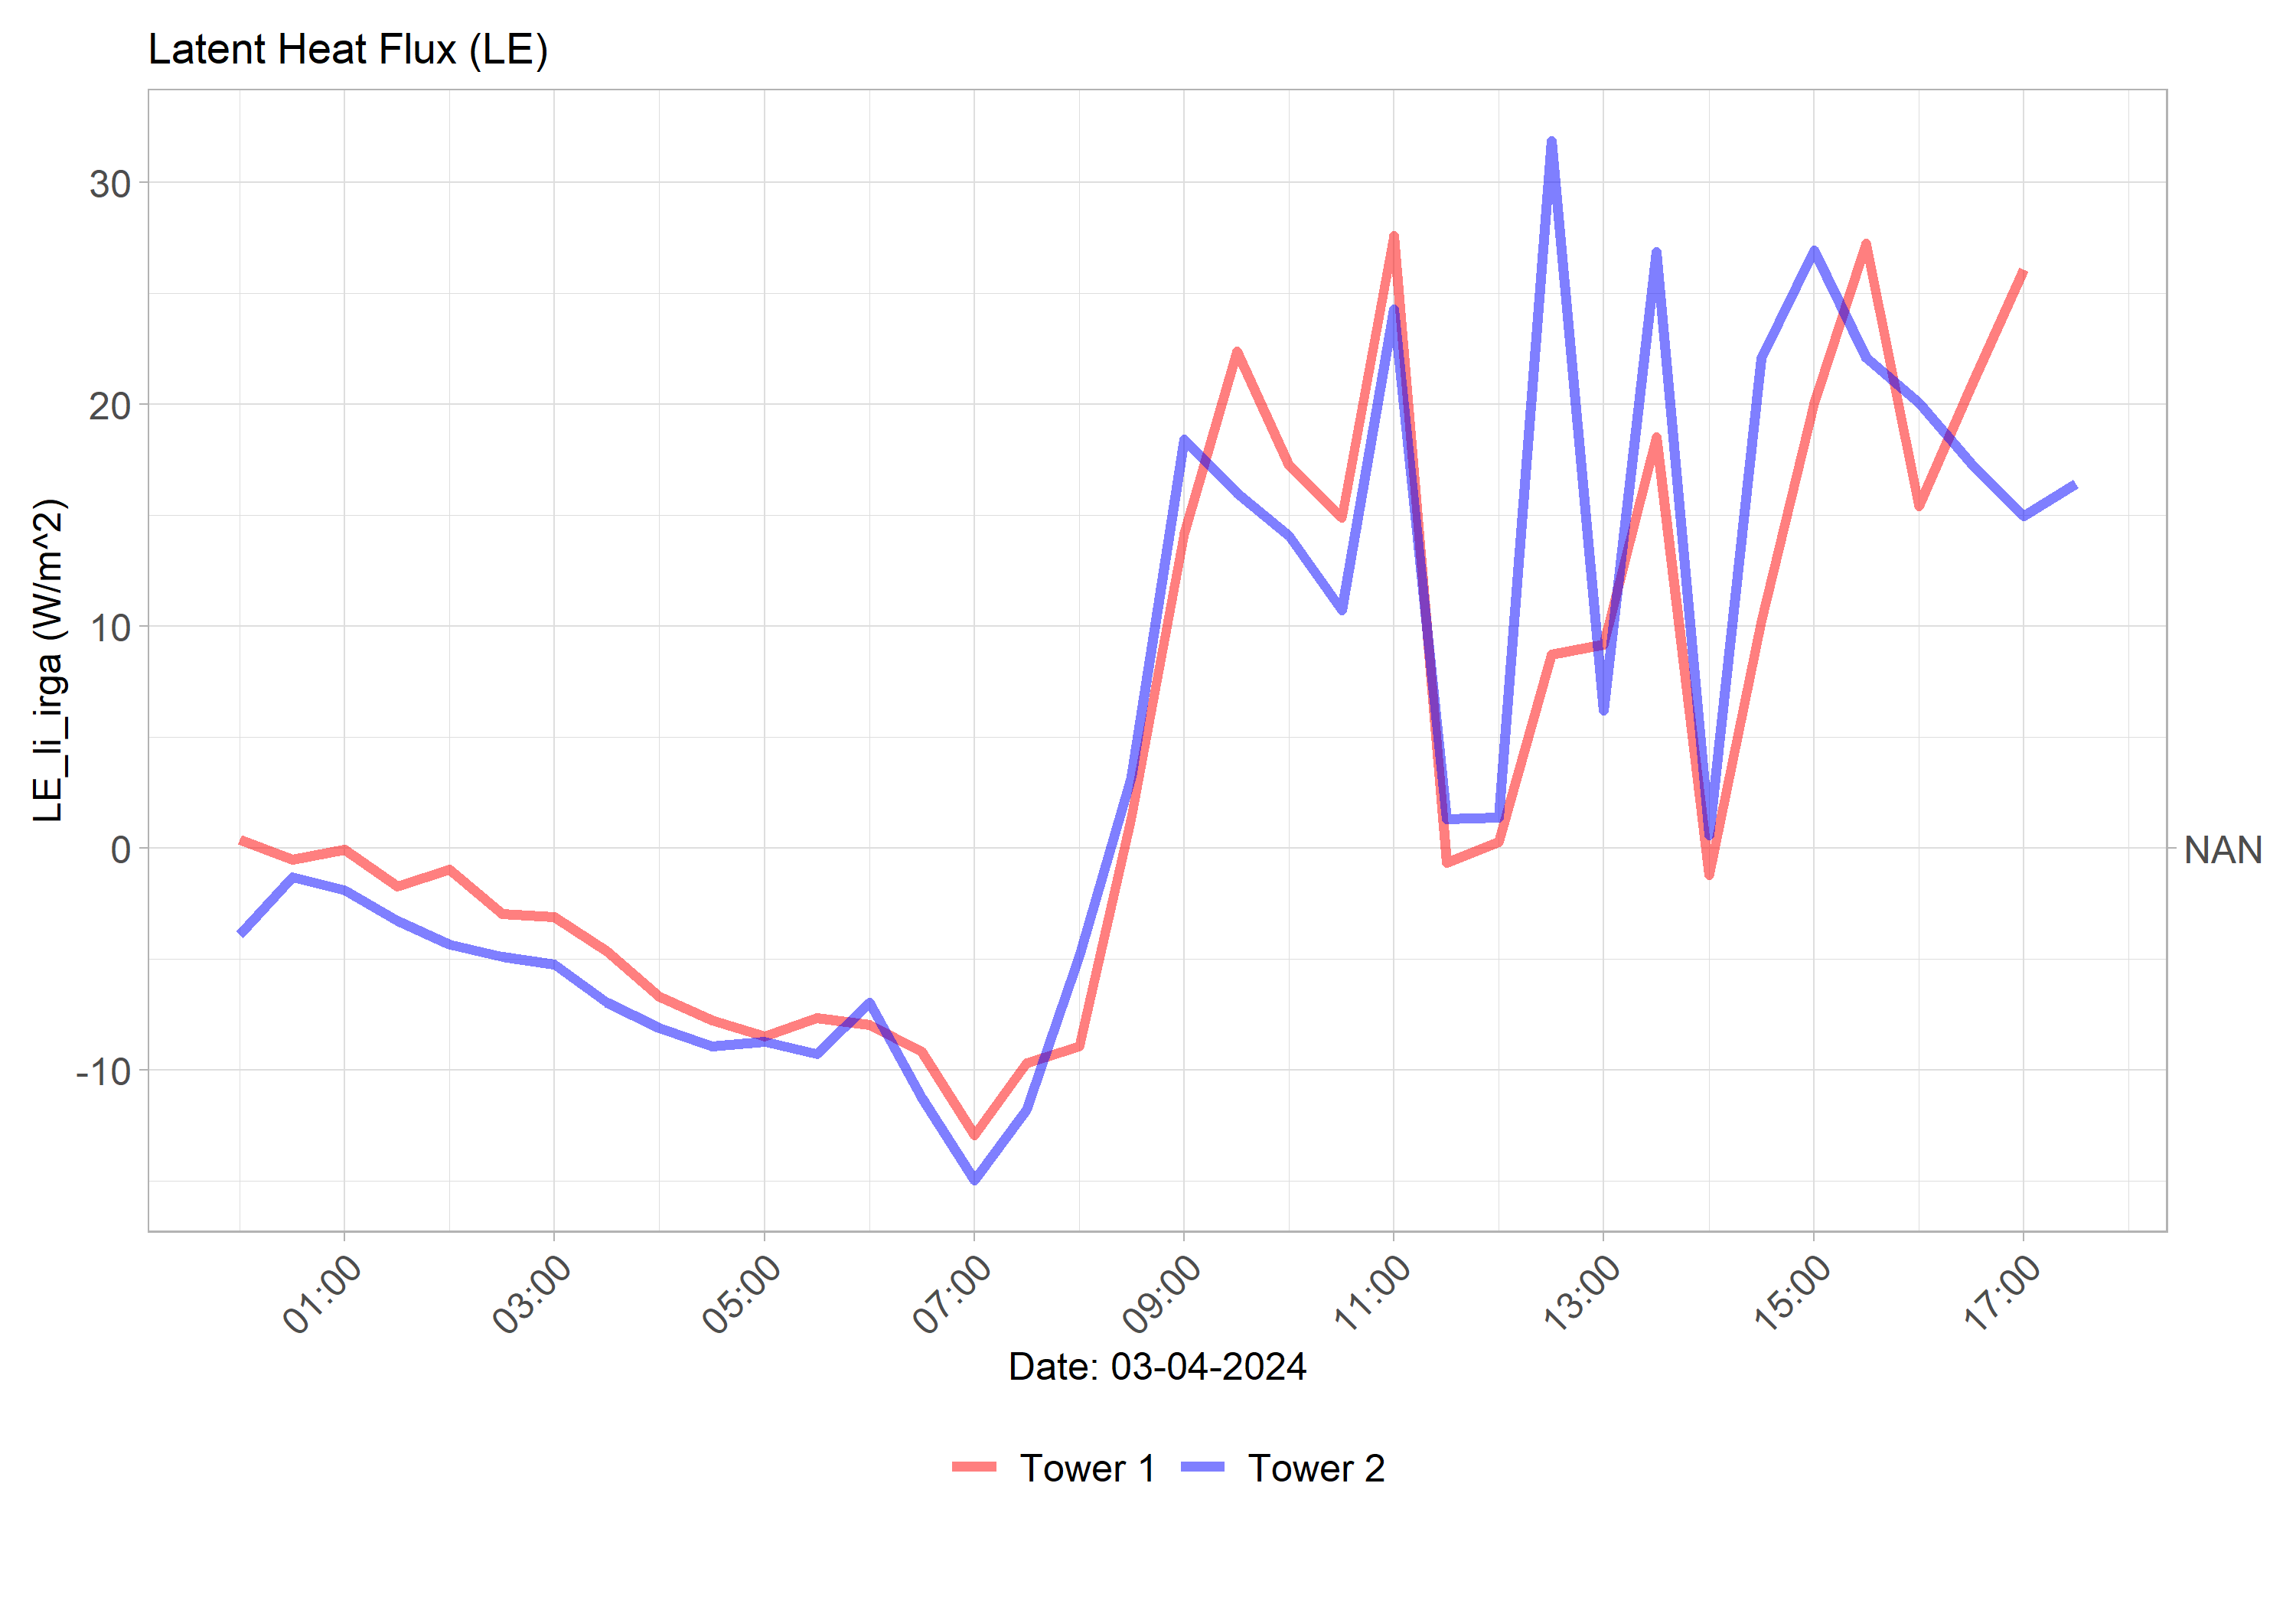 Latent Heat Flux (LE)
LE_li_irga (W/m^2)
30
20
10
0
-10
NAN
01:00
03:00
05:00
07:00
09:00
11:00
13:00
15:00
17:00
Date: 03-04-2024
Tower 1
Tower 2